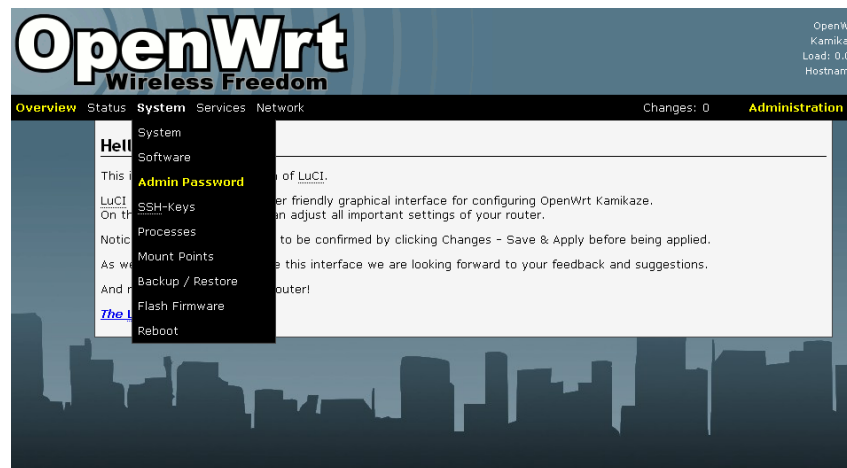 OpenWrt
Wireless Freedom
OpenW
Kamika
Load: 0.0
Hostnam
Overview Status System Services Network Changes: 0 Administration
System
Software
Admin Password
SSH-Keys
Processes
Mount Points
Backup / Restore
Flash Firmware
Reboot
Hell
This i of LuCI.
LuCI er friendly graphical interface for configuring OpenWrt Kamikaze.
On th an adjust all important settings of your router.
Notic to be confirmed by clicking Changes - Save & Apply before being applied.
As we e this interface we are looking forward to your feedback and suggestions.
And n outer!
The L